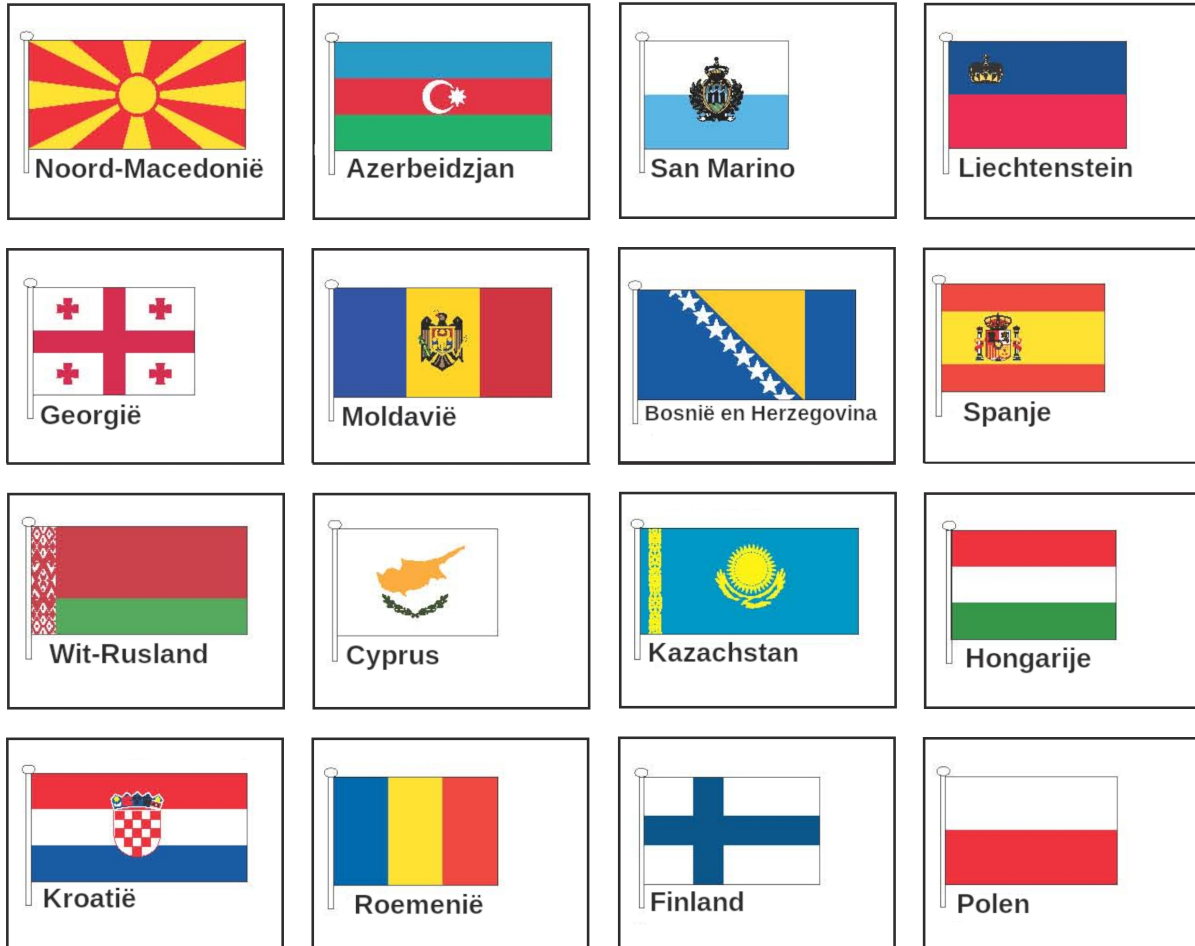 Noord-Macedonië
Azerbeidzjan
San Marino
Liechtenstein
Georgië
Moldavië
Bosnië en Herzegovina
Spanje
Wit-Rusland
Cyprus
Kazachstan
Hongarije
Kroatië
Roemenië
Finland
Polen